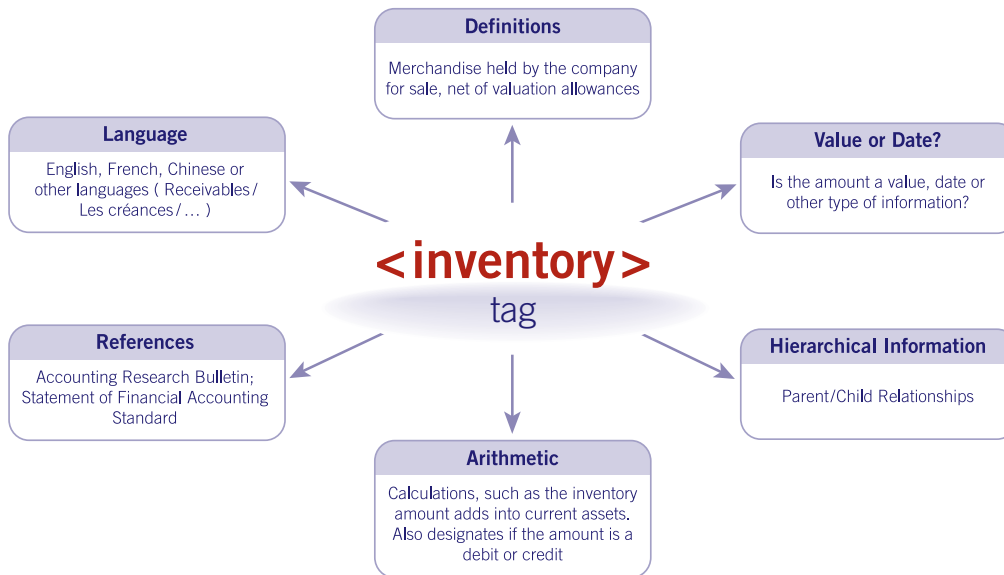 Definitions
Merchandise held by the company
for sale, net of valuation allowances
Language
English, French, Chinese or
other languages ( Receivables /
Les créances / ... )
Value or Date?
Is the amount a value, date or
other type of information?
<inventory>
tag
References
Accounting Research Bulletin;
Statement of Financial Accounting
Standard
Hierarchical Information
Parent/Child Relationships
Arithmetic
Calculations, such as the inventory
amount adds into current assets.
Also designates if the amount is a
debit or credit